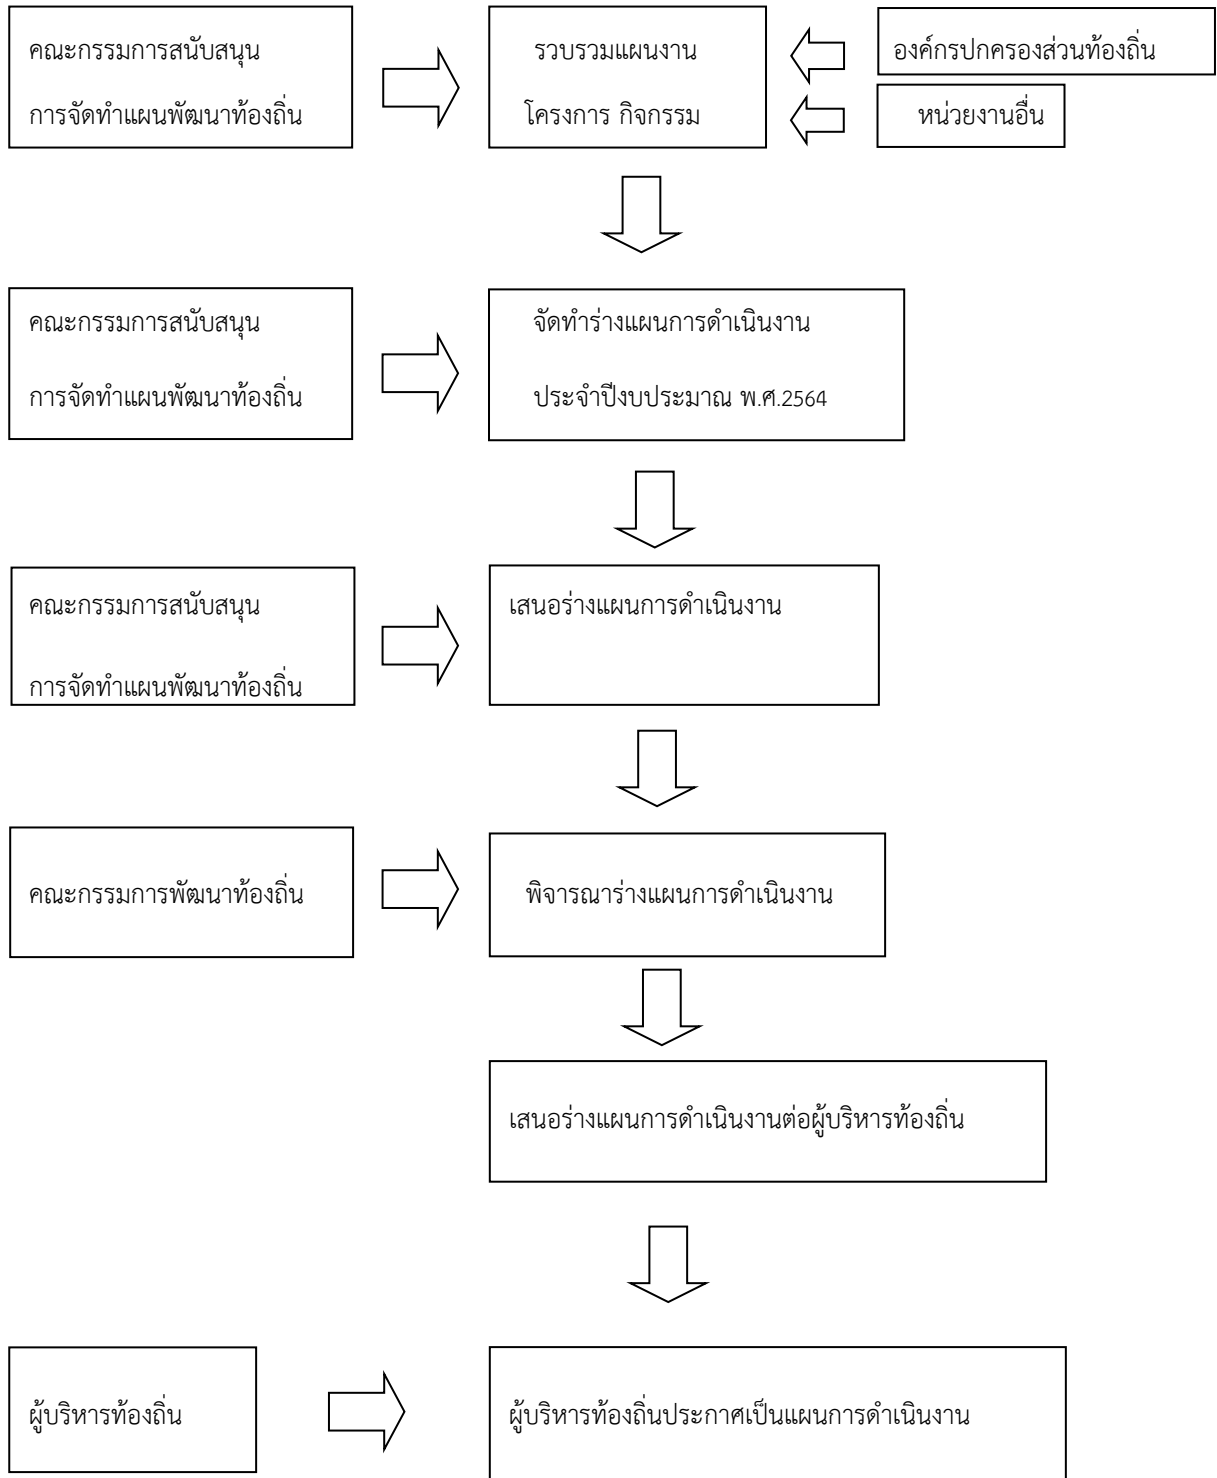 คณะกรรมการสนับสนุน
การจัดทำแผนพัฒนาท้องถิ่น
รวบรวมแผนงาน
โครงการ กิจกรรม
องค์กรปกครองส่วนท้องถิ่น
หน่วยงานอื่น
คณะกรรมการสนับสนุน
การจัดทำแผนพัฒนาท้องถิ่น
จัดทำร่างแผนการดำเนินงาน
ประจำปีงบประมาณ พ.ศ.2564
คณะกรรมการสนับสนุน
การจัดทำแผนพัฒนาท้องถิ่น
เสนอร่างแผนการดำเนินงาน
คณะกรรมการพัฒนาท้องถิ่น
พิจารณาร่างแผนการดำเนินงาน
เสนอร่างแผนการดำเนินงานต่อผู้บริหารท้องถิ่น
ผู้บริหารท้องถิ่น
ผู้บริหารท้องถิ่นประกาศเป็นแผนการดำเนินงาน